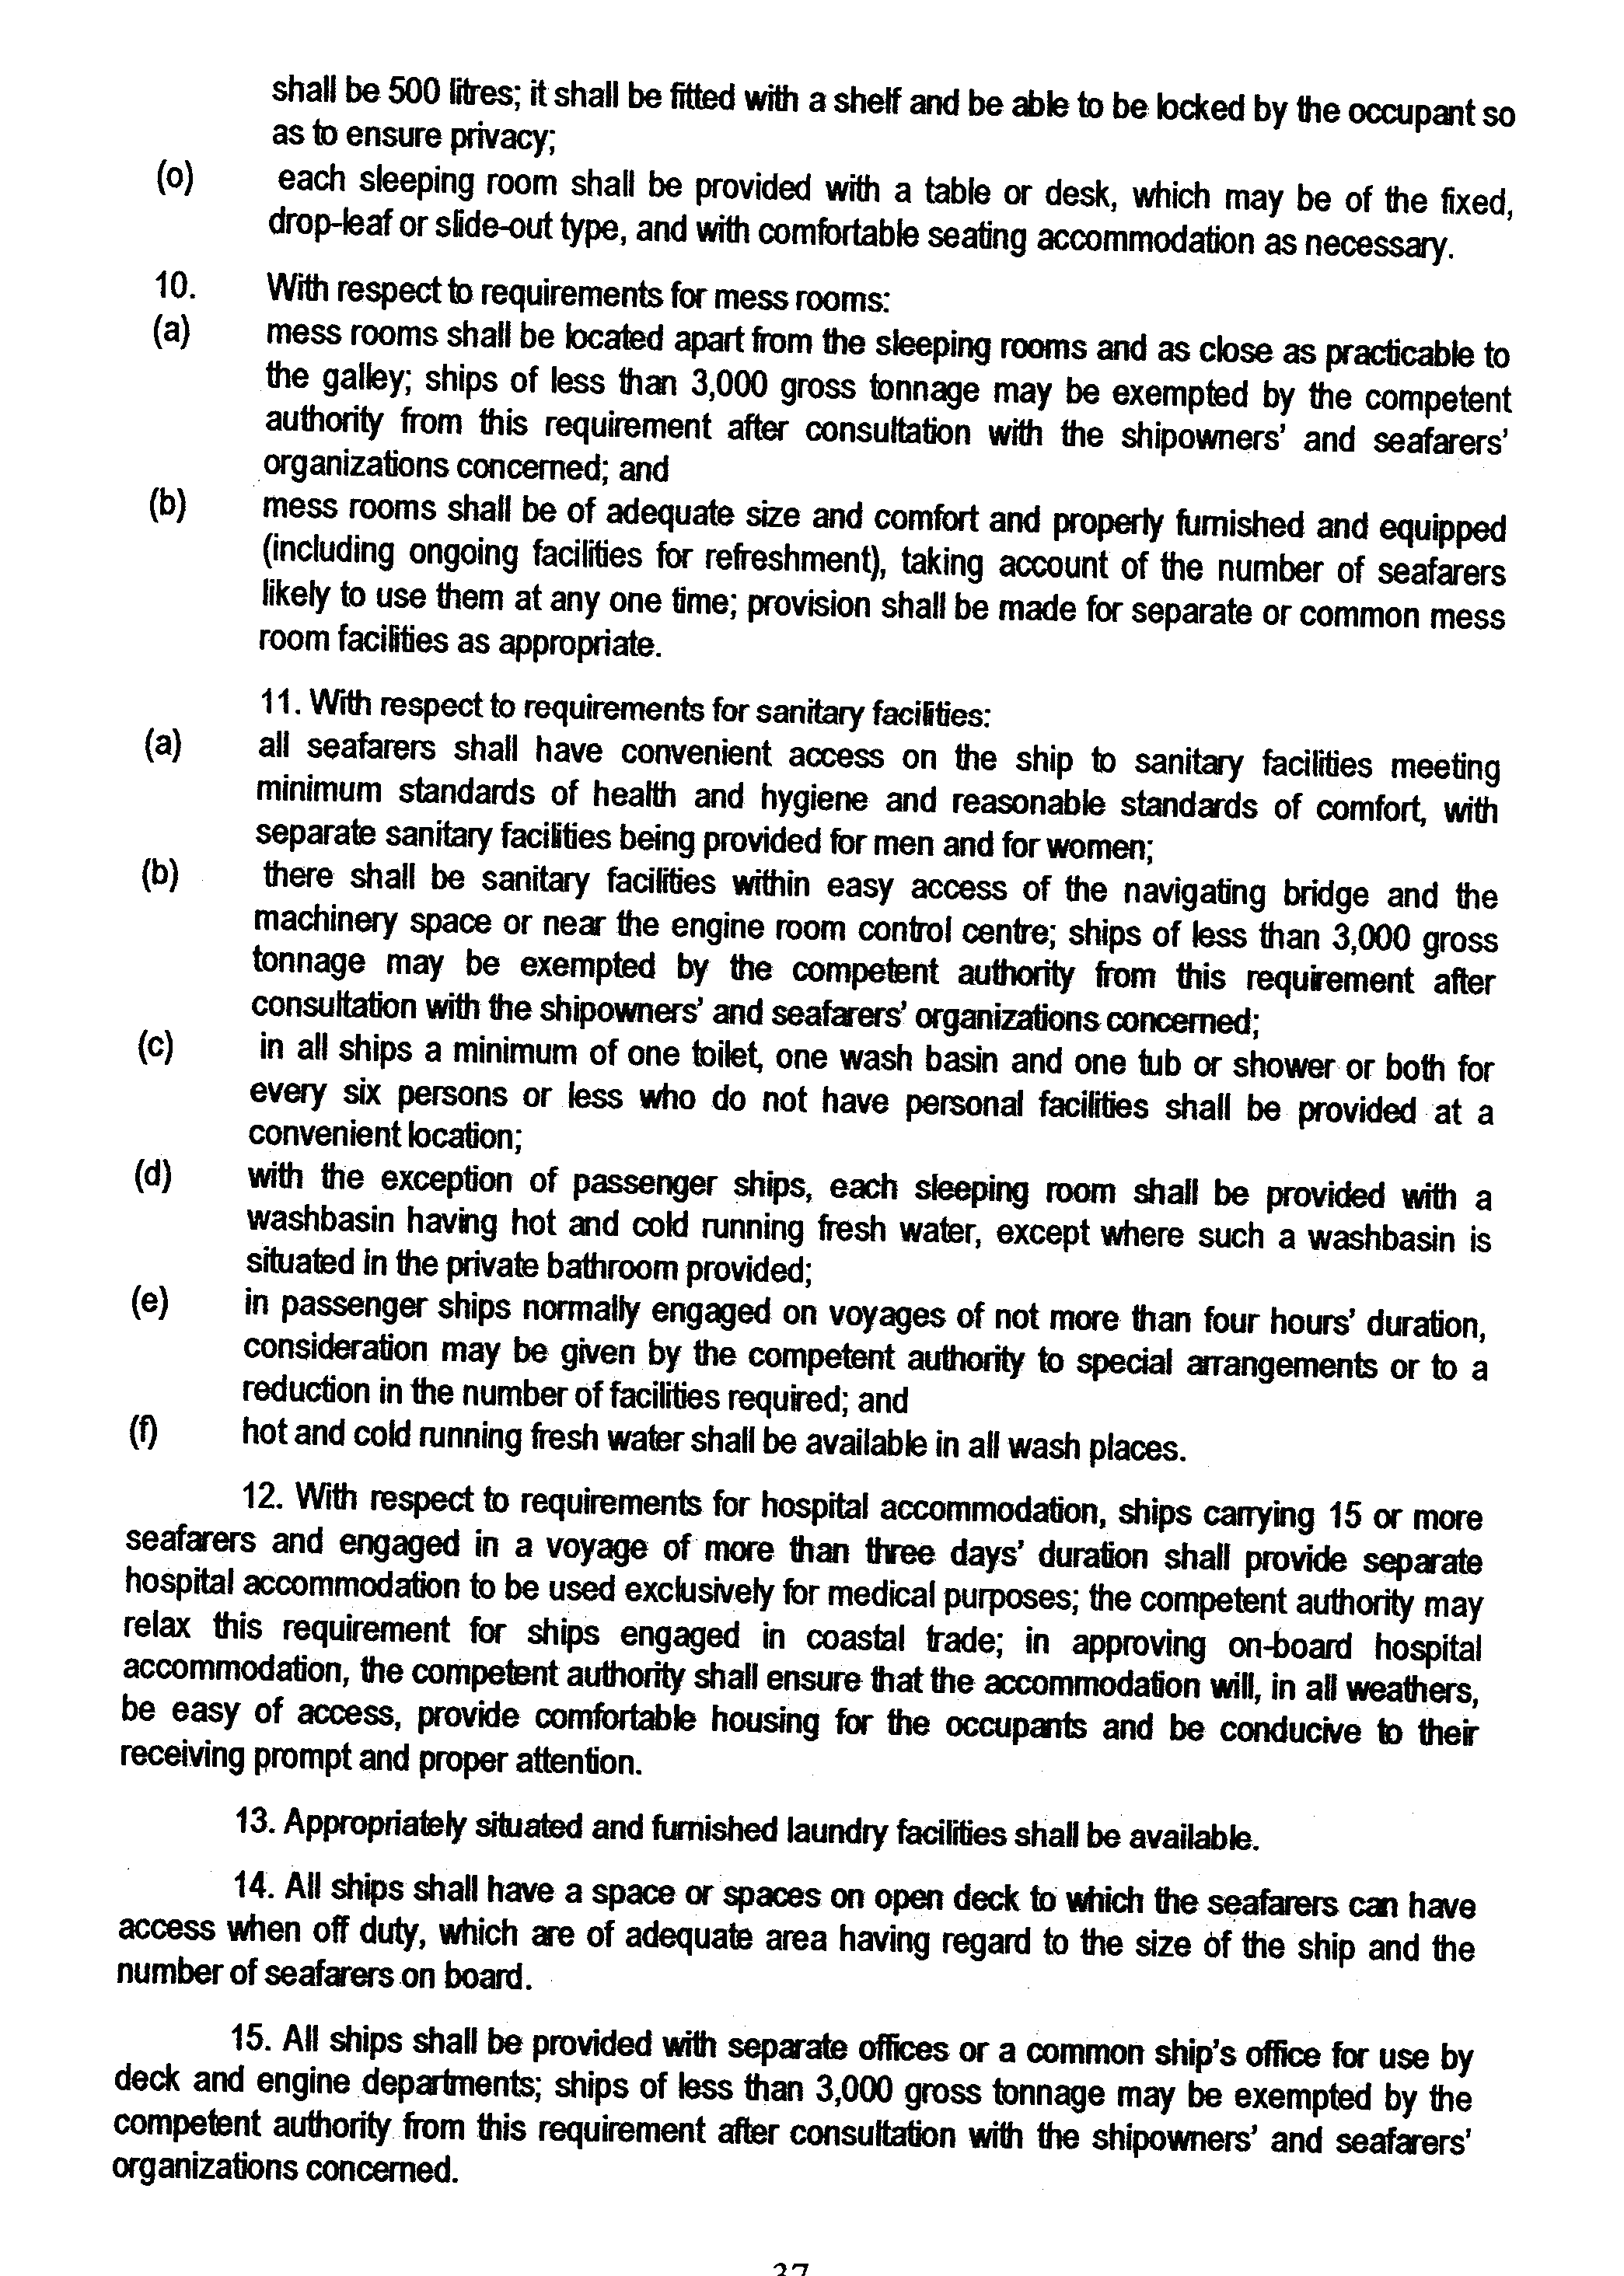 shall be 500 litres; it shall be fitted with a shelf and be able to be locked by the occupant so
as to ensure privacy;
(o) each sleeping room shall be provided with a table or desk, which may be of the fixed,
drop-leaf or slide-out type, and with comfortable seating accommodation as necessary.
10. With respect to requirements for mess rooms:
(a) mess rooms shall be located apart from the sleeping rooms and as close as practicable to
the galley; ships of less than 3,000 gross tonnage may be exempted by the competent
authority from this requirement after consultation with the shipowners' and seafarers'
organizations concerned; and
(b) mess rooms shall be of adequate size and comfort and properly furnished and equipped
(including ongoing facilities for refreshment), taking account of the number of seafarers
likely to use them at any one time; provision shall be made for separate or common mess
room facilities as appropriate.
11. With respect to requirements for sanitary facilities:
(a) all seafarers shall have convenient access on the ship to sanitary facilities meeting
minimum standards of health and hygiene and reasonable standards of comfort, with
separate sanitary facilities being provided for men and for women;
(b) there shall be sanitary facilities within easy access of the navigating bridge and the
machinery space or near the engine room control centre; ships of less than 3,000 gross
tonnage may be exempted by the competent authority from this requirement after
consultation with the shipowners' and seafarers' organizations concerned;
(c) in all ships a minimum of one toilet, one wash basin and one tub or shower or both for
every six persons or less who do not have personal facilities shall be provided at a
convenient location;
(d) with the exception of passenger ships, each sleeping room shall be provided with a
washbasin having hot and cold running fresh water, except where such a washbasin is
situated in the private bathroom provided;
(e) in passenger ships normally engaged on voyages of not more than four hours' duration,
consideration may be given by the competent authority to special arrangements or to a
reduction in the number of facilities required; and
(f) hot and cold running fresh water shall be available in all wash places.
12. With respect to requirements for hospital accommodation, ships carrying 15 or more
seafarers and engaged in a voyage of more than three days' duration shall provide separate
hospital accommodation to be used exclusively for medical purposes; the competent authority may
relax this requirement for ships engaged in coastal trade; in approving on-board hospital
accommodation, the competent authority shall ensure that the accommodation will, in all weathers,
be easy of access, provide comfortable housing for the occupants and be conducive to their
receiving prompt and proper attention.
13. Appropriately situated and furnished laundry facilities shall be available.
14. All ships shall have a space or spaces on open deck to which the seafarers can have
access when off duty, which are of adequate area having regard to the size of the ship and the
number of seafarers on board.
15. All ships shall be provided with separate offices or a common ship's office for use by
deck and engine departments; ships of less than 3,000 gross tonnage may be exempted by the
competent authority from this requirement after consultation with the shipowners' and seafarers'
organizations concerned.
37